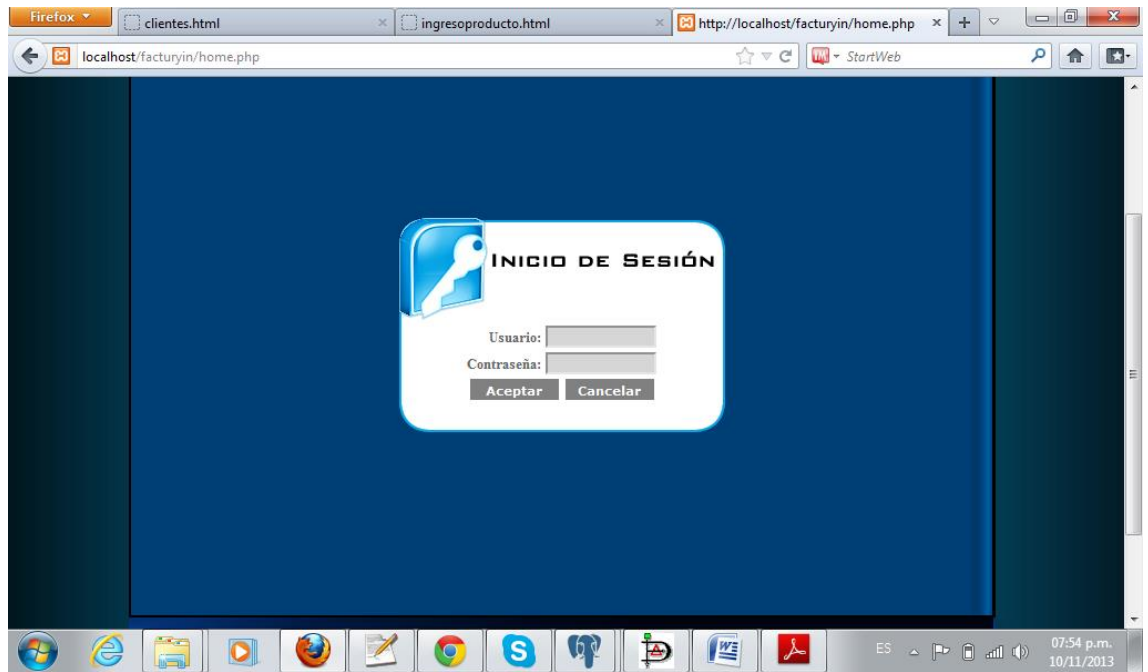 Firefox
clientes.html
ingresoproducto.html
http://localhost/facturyin/home.php
localhost/facturyin/home.php
StartWeb
Inicio de Sesión
Usuario:
Contraseña:
Aceptar Cancelar
ES
07:54 p.m.
10/11/2013